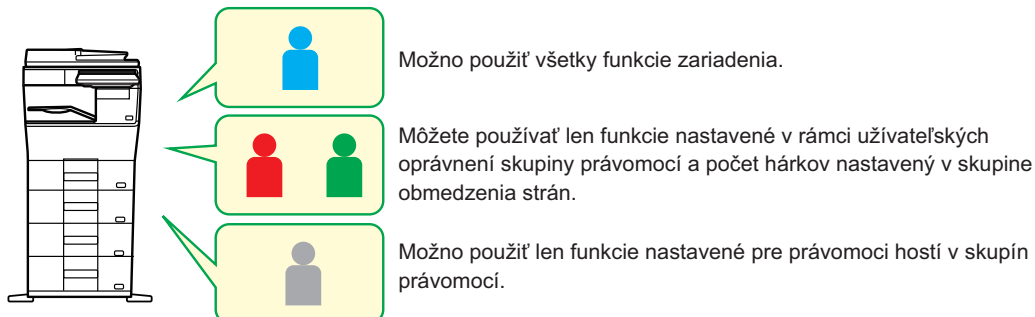 Možno použiť všetky funkcie zariadenia.
Môžete používať len funkcie nastavené v rámci užívateľských
oprávnení skupiny právomocí a počet hárkov nastavený v skupine
obmedzenia strán.
Možno použiť len funkcie nastavené pre právomoci hostí v skupín
právomocí.